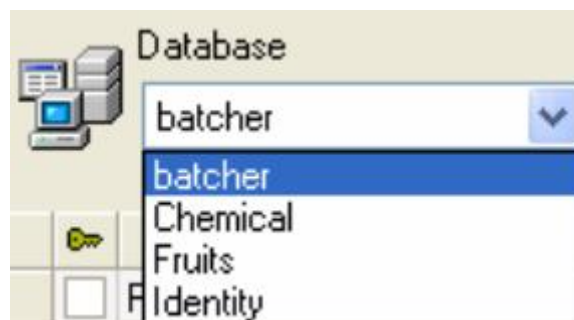 Database
batcher
batcher
Chemical
Fruits
Identity